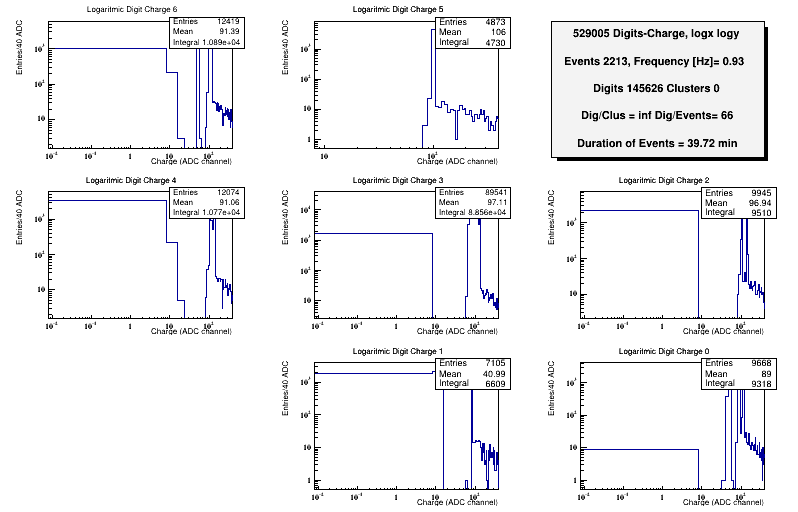 Logaritmic Digit Charge 6
Entries 12419
Mean 91.39
Integral 1.089e+04
Entries/40 ADC
Charge (ADC channel)
Logaritmic Digit Charge 5
Entries 4873
Mean 106
Integral 4730
Entries/40 ADC
Charge (ADC channel)
529005 Digits-Charge, logx logy
Events 2213, Frequency [Hz]= 0.93
Digits 145626 Clusters 0
Dig/Clus = inf Dig/Events= 66
Duration of Events = 39.72 min
Logaritmic Digit Charge 4
Entries 12074
Mean 91.06
Integral 1.077e+04
Entries/40 ADC
Charge (ADC channel)
Logaritmic Digit Charge 3
Entries 89541
Mean 97.11
Integral 8.856e+04
Entries/40 ADC
Charge (ADC channel)
Logaritmic Digit Charge 2
Entries 9945
Mean 96.94
Integral 9510
Entries/40 ADC
Charge (ADC channel)
Logaritmic Digit Charge 1
Entries 7105
Mean 40.99
Integral 6609
Entries/40 ADC
Charge (ADC channel)
Logaritmic Digit Charge 0
Entries 9668
Mean 89
Integral 9318
Entries/40 ADC
Charge (ADC channel)